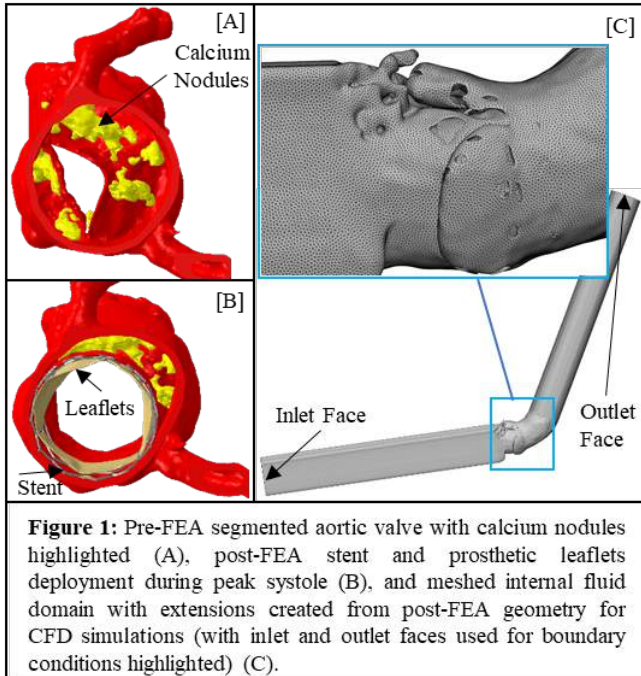 [A]
Calcium
Nodules
[B]
Leaflets
Stent
[C]
Inlet Face
Outlet
Face
Figure 1: Pre-FEA segmented aortic valve with calcium nodules
highlighted (A), post-FEA stent and prosthetic leaflets
deployment during peak systole (B), and meshed internal fluid
domain with extensions created from post-FEA geometry for
CFD simulations (with inlet and outlet faces used for boundary
conditions highlighted) (C).